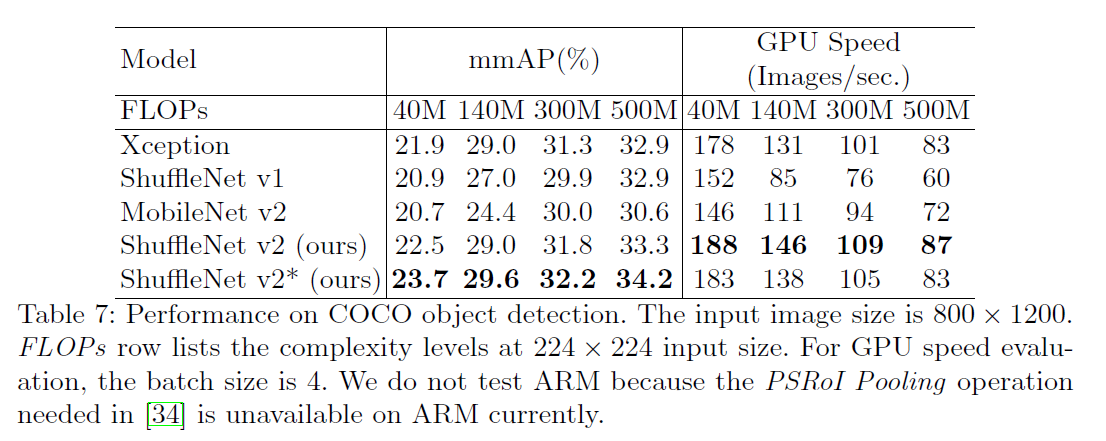 Model mmAP(%) GPU Speed
(Images/sec.)
FLOPs 40M 140M 300M 500M 40M 140M 300M 500M
Xception 21.9 29.0 31.3 32.9 178 131 101 83
ShuffleNet v1 20.9 27.0 29.9 32.9 152 85 76 60
MobileNet v2 20.7 24.4 30.0 30.6 146 111 94 72
ShuffleNet v2 (ours) 22.5 29.0 31.8 33.3 188 146 109 87
ShuffleNet v2* (ours) 23.7 29.6 32.2 34.2 183 138 105 83
Table 7: Performance on COCO object detection. The input image size is 800 × 1200.
FLOPs row lists the complexity levels at 224 × 224 input size. For GPU speed evalu-
ation, the batch size is 4. We do not test ARM because the PSRoI Pooling operation
needed in [34] is unavailable on ARM currently.